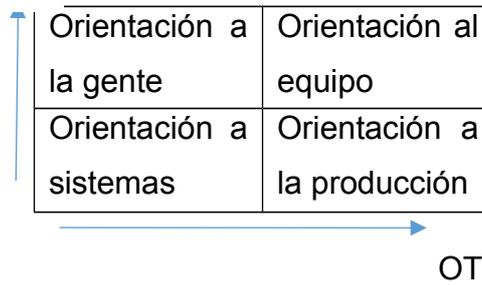 Orientación a
la gente
Orientación al
equipo
Orientación a
sistemas
Orientación a
la producción
OT